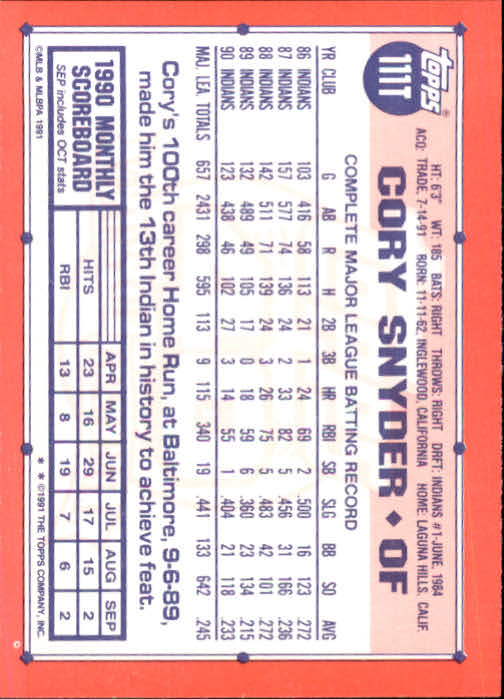 topps®
111T
HT: 6'3" WT: 185 BATS: RIGHT THROWS: RIGHT DRFT: INDIANS #1-JUNE, 1984
ACQ: TRADE, 7-14-91 BORN: 11-11-62, INGLEWOOD, CALIFORNIA HOME: LAGUNA HILLS, CALIF.
CORY SNYDER ◆ OF
COMPLETE MAJOR LEAGUE BATTING RECORD
YR CLUB G AB R H 2B 3B HR RBI SB SLG BB SO AVG
86 INDIANS 103 416 58 113 21 1 24 69 2 .500 16 123 .272
87 INDIANS 157 577 74 136 24 2 33 82 5 .456 31 166 .236
88 INDIANS 142 511 71 139 24 3 26 75 5 .483 42 101 .272
89 INDIANS 132 489 49 105 17 0 18 59 6 .360 23 134 .215
90 INDIANS 123 438 46 102 27 3 14 55 1 .404 21 118 .233
MAJ. LEA. TOTALS 657 2431 298 595 113 9 115 340 19 .441 133 642 .245
Cory's 100th career Home Run, at Baltimore, 9-6-89,
made him the 13th Indian in history to achieve feat.
1990 MONTHLY
SCOREBOARD
SEP includes OCT stats
APR MAY JUN JUL AUG SEP
HITS 23 16 29 17 15 2
RBI 13 8 19 7 6 2
©MLB & MLBPA 1991
* * ©1991 THE TOPPS COMPANY, INC.